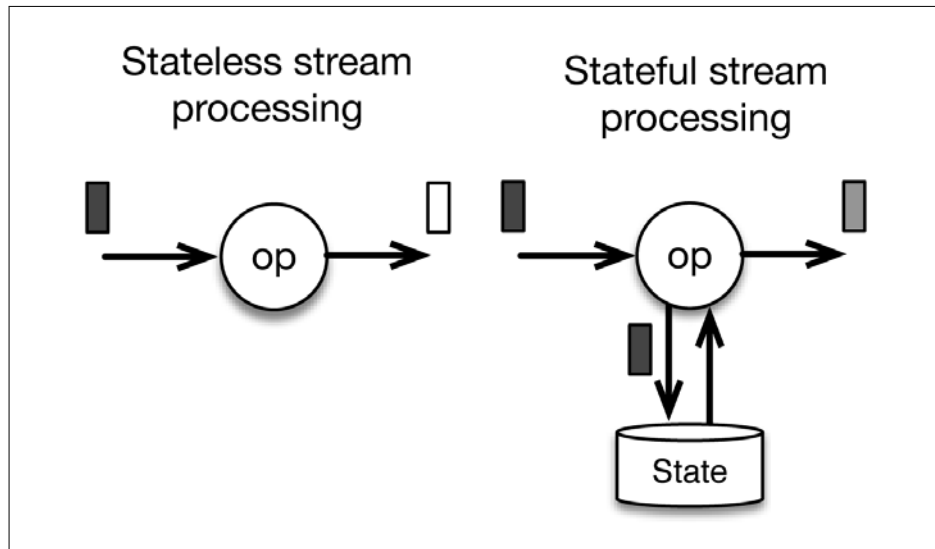 Stateless stream
processing
op
Stateful stream
processing
op
State